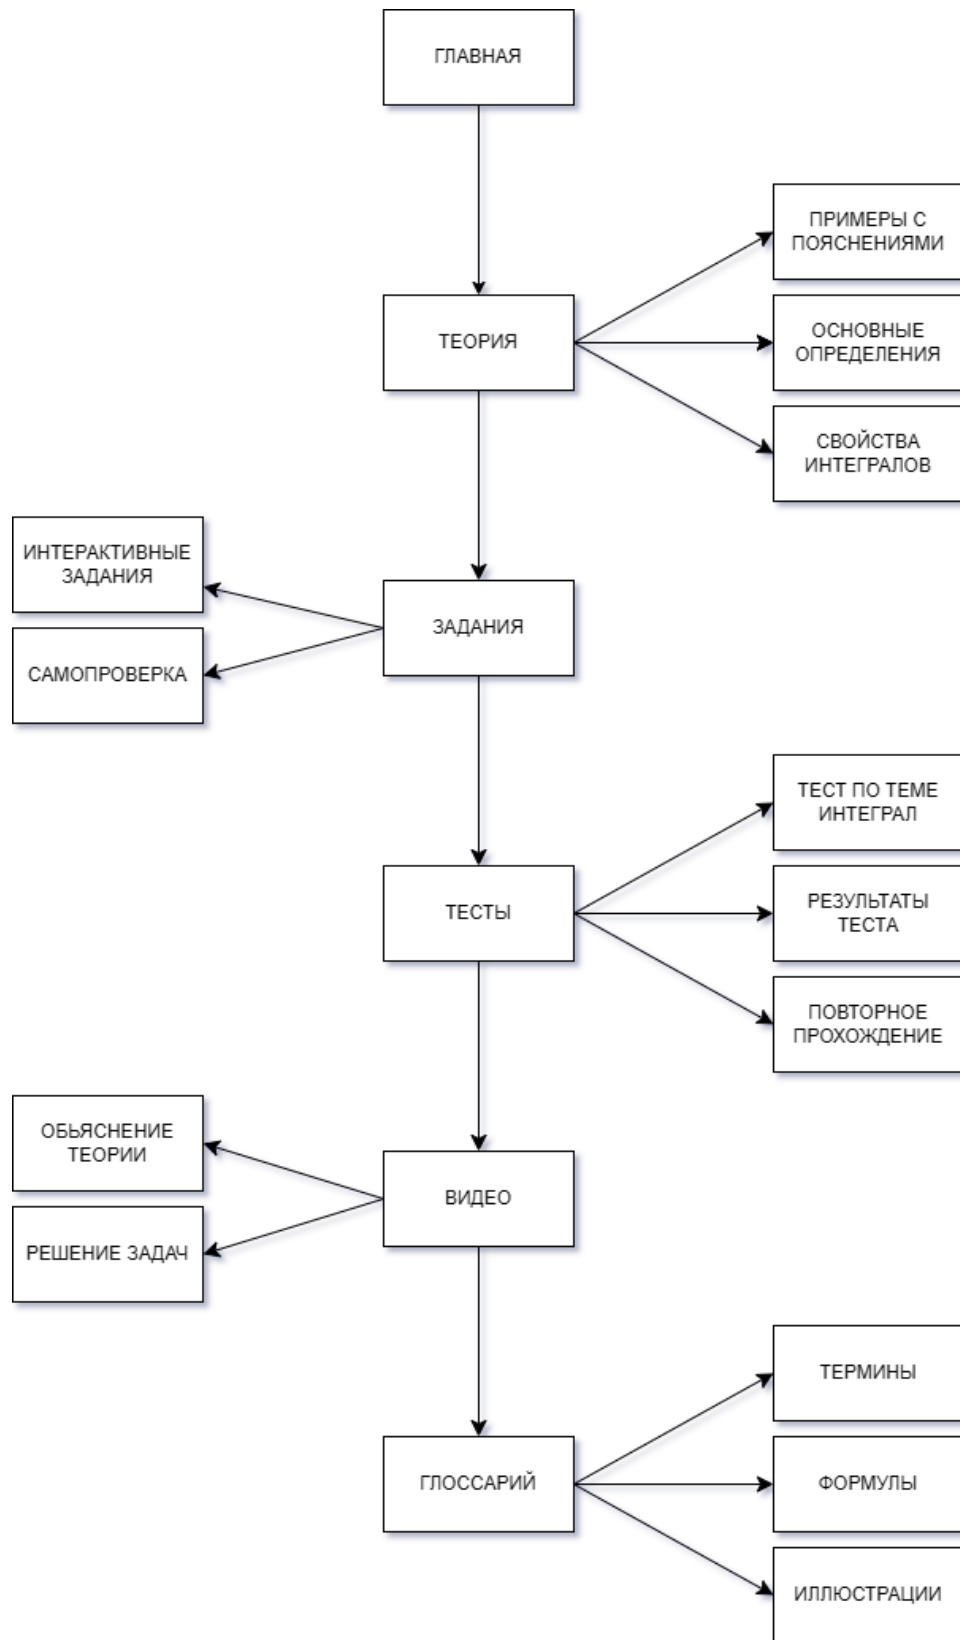 ГЛАВНАЯ
ПРИМЕРЫ С
ПОЯСНЕНИЯМИ
ТЕОРИЯ
ОСНОВНЫЕ
ОПРЕДЕЛЕНИЯ
СВОЙСТВА
ИНТЕГРАЛОВ
ИНТЕРАКТИВНЫЕ
ЗАДАНИЯ
ЗАДАНИЯ
САМОПРОВЕРКА
ТЕСТ ПО ТЕМЕ
ИНТЕГРАЛ
ТЕСТЫ
РЕЗУЛЬТАТЫ
ТЕСТА
ПОВТОРНОЕ
ПРОХОЖДЕНИЕ
ОБЬЯСНЕНИЕ
ТЕОРИИ
ВИДЕО
РЕШЕНИЕ ЗАДАЧ
ТЕРМИНЫ
ГЛОССАРИЙ
ФОРМУЛЫ
ИЛЛЮСТРАЦИИ